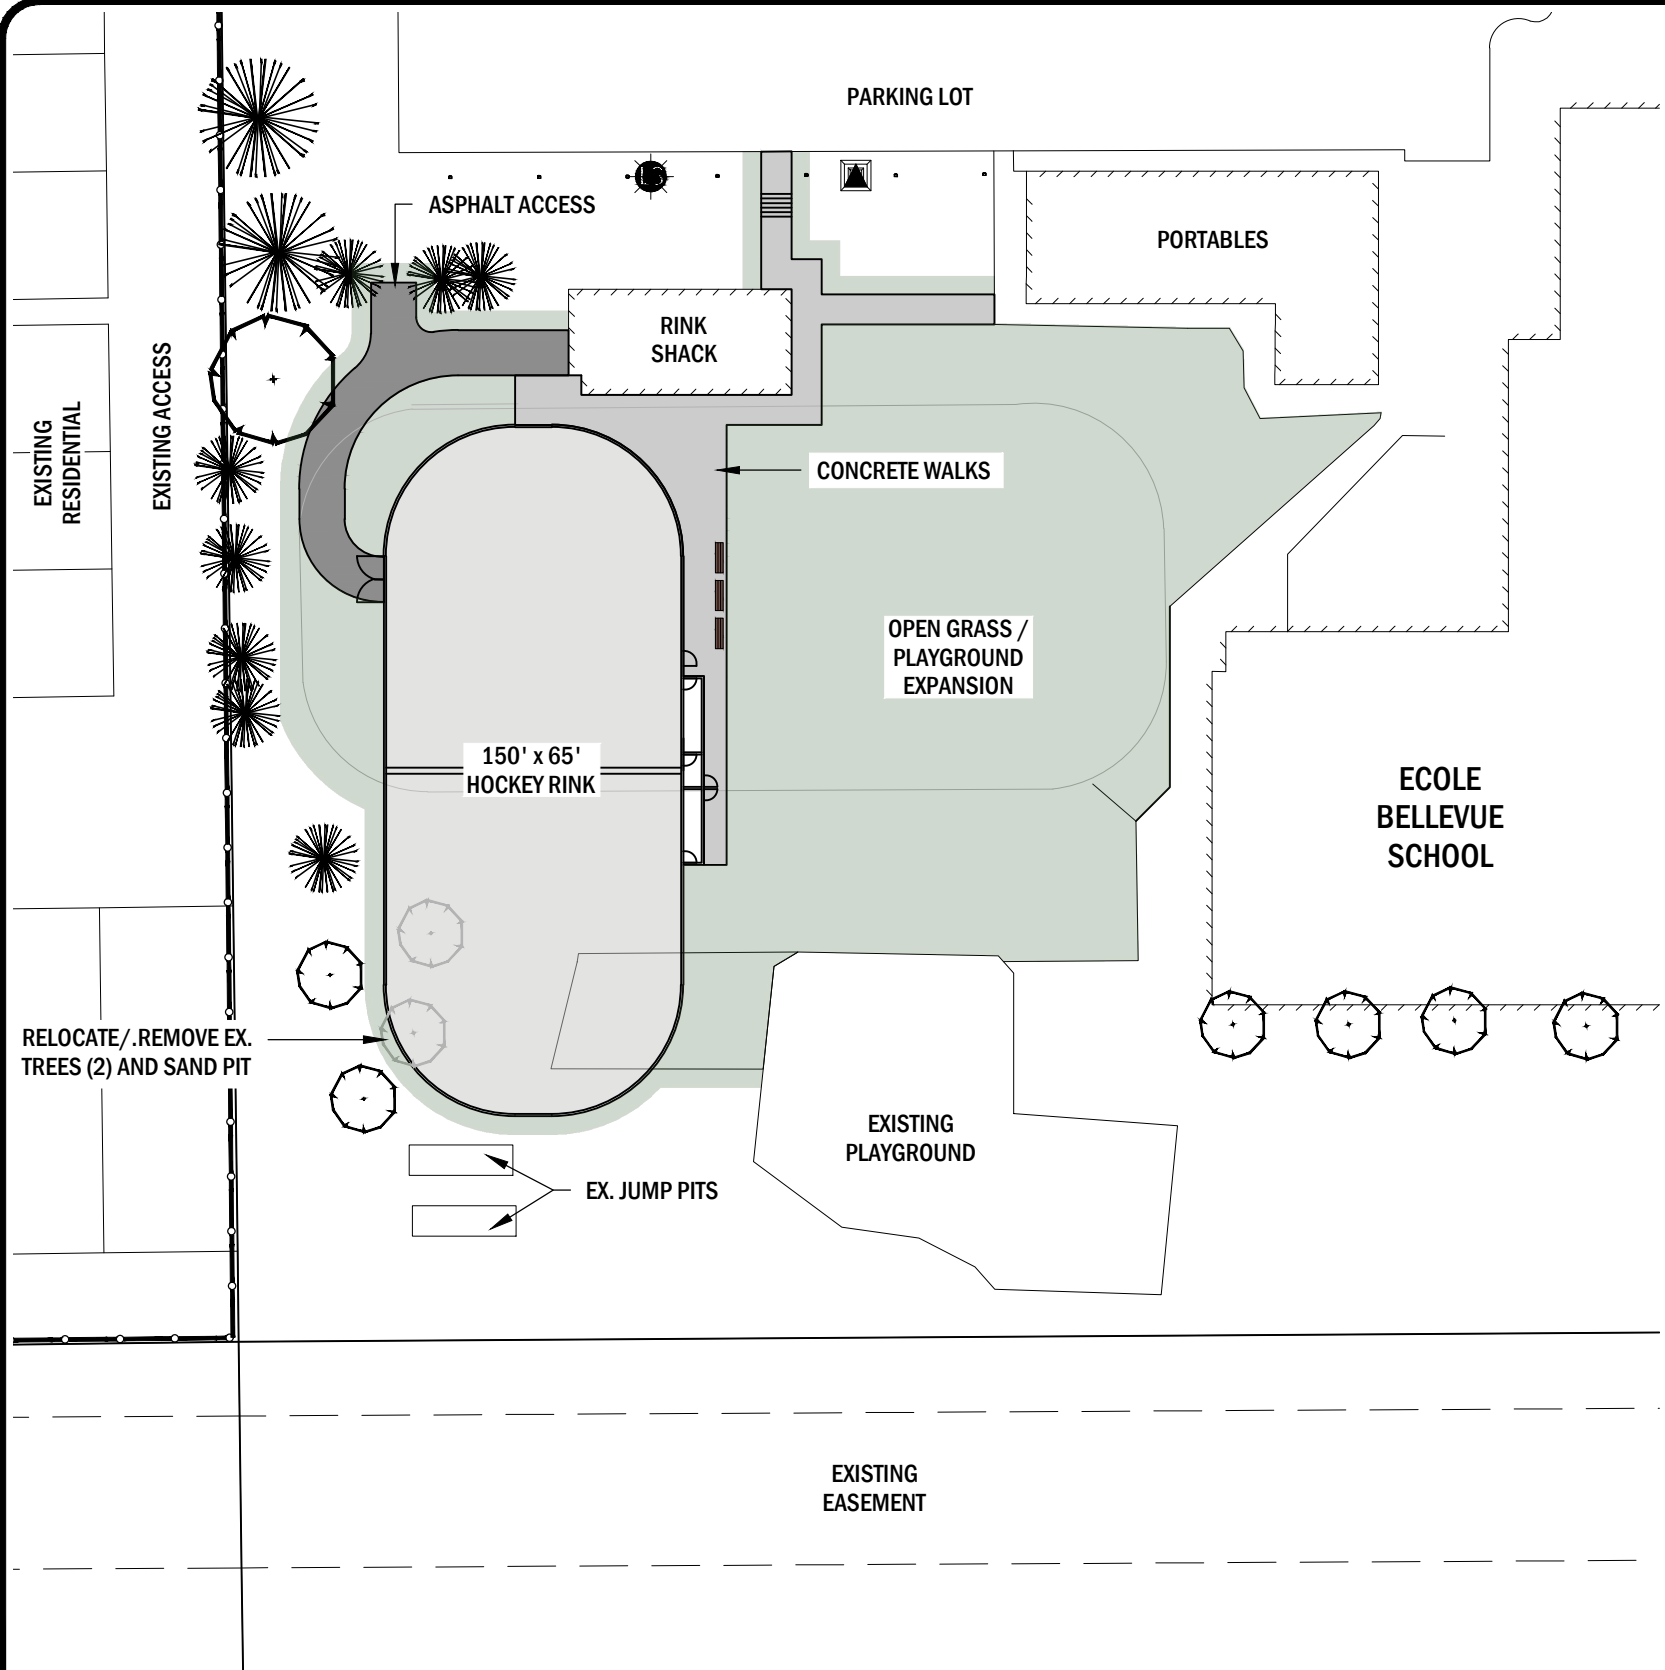 PARKING LOT
ASPHALT ACCESS
PORTABLES
RINK
SHACK
EXISTING
RESIDENTIAL
EXISTING ACCESS
CONCRETE WALKS
OPEN GRASS /
PLAYGROUND
EXPANSION
150' x 65'
HOCKEY RINK
ECOLE
BELLEVUE
SCHOOL
RELOCATE/.REMOVE EX.
TREES (2) AND SAND PIT
EXISTING
PLAYGROUND
EX. JUMP PITS
EXISTING
EASEMENT